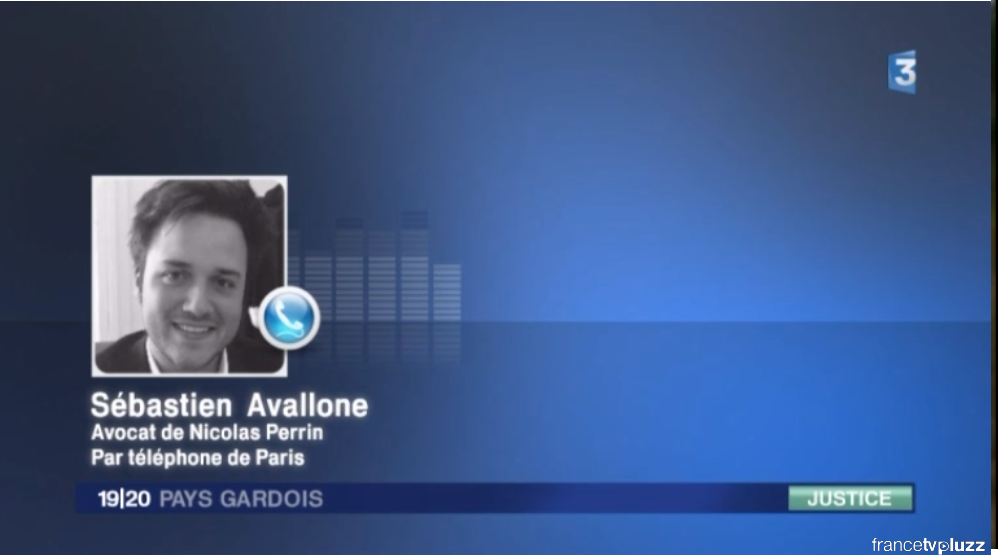 3
Sébastien Avallone
Avocat de Nicolas Perrin
Par téléphone de Paris
19|20 PAYS GARDOIS
JUSTICE
francetvpluzz